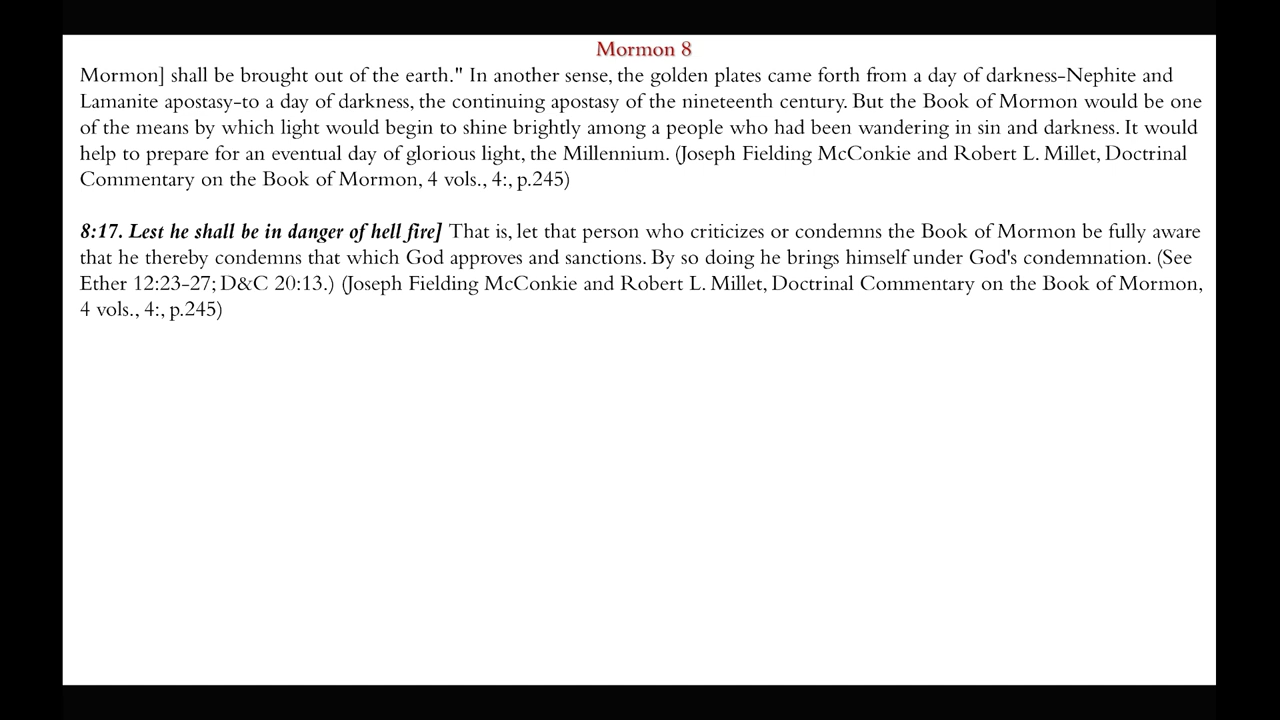 Mormon 8
Mormon] shall be brought out of the earth." In another sense, the golden plates came forth from a day of darkness-Nephite and
Lamanite apostasy-to a day of darkness, the continuing apostasy of the nineteenth century. But the Book of Mormon would be one
of the means by which light would begin to shine brightly among a people who had been wandering in sin and darkness. It would
help to prepare for an eventual day of glorious light, the Millennium. (Joseph Fielding McConkie and Robert L. Millet, Doctrinal
Commentary on the Book of Mormon, 4 vols., 4:, p.245)
8:17. Lest he shall be in danger of hell fire] That is, let that person who criticizes or condemns the Book of Mormon be fully aware
that he thereby condemns that which God approves and sanctions. By so doing he brings himself under God's condemnation. (See
Ether 12:23-27; D&C 20:13.) (Joseph Fielding McConkie and Robert L. Millet, Doctrinal Commentary on the Book of Mormon,
4 vols., 4:, p.245)